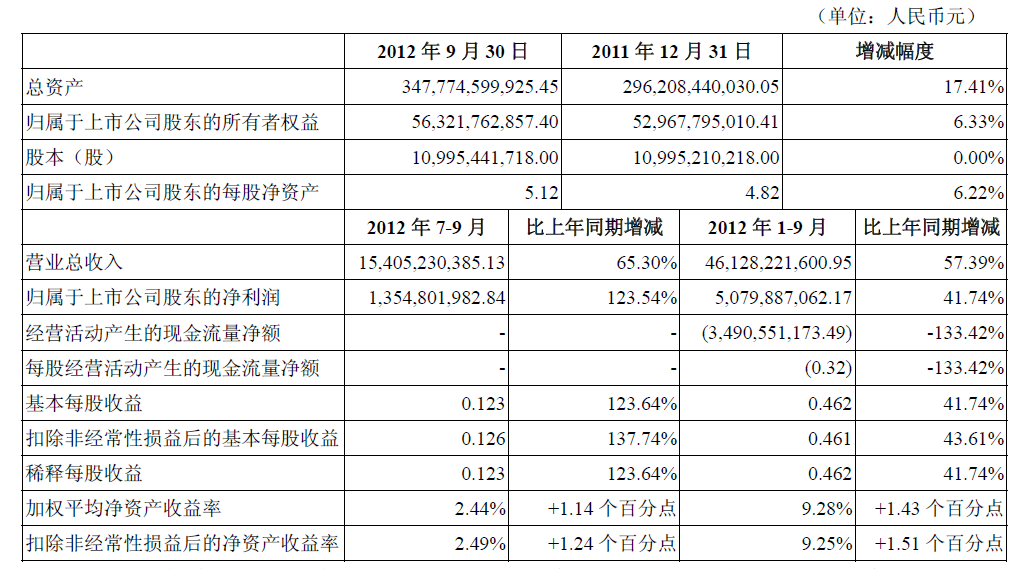 （单位：人民币元）
2012 年 9 月 30 日 2011 年 12 月 31 日 增减幅度
总资产 347,774,599,925.45 296,208,440,030.05 17.41%
归属于上市公司股东的所有者权益 56,321,762,857.40 52,967,795,010.41 6.33%
股本（股） 10,995,441,718.00 10,995,210,218.00 0.00%
归属于上市公司股东的每股净资产 5.12 4.82 6.22%
2012 年 7-9 月 比上年同期增减 2012 年 1-9 月 比上年同期增减
营业总收入 15,405,230,385.13 65.30% 46,128,221,600.95 57.39%
归属于上市公司股东的净利润 1,354,801,982.84 123.54% 5,079,887,062.17 41.74%
经营活动产生的现金流量净额 - - (3,490,551,173.49) -133.42%
每股经营活动产生的现金流量净额 - - (0.32) -133.42%
基本每股收益 0.123 123.64% 0.462 41.74%
扣除非经常性损益后的基本每股收益 0.126 137.74% 0.461 43.61%
稀释每股收益 0.123 123.64% 0.462 41.74%
加权平均净资产收益率 2.44% +1.14 个百分点 9.28% +1.43 个百分点
扣除非经常性损益后的净资产收益率 2.49% +1.24 个百分点 9.25% +1.51 个百分点